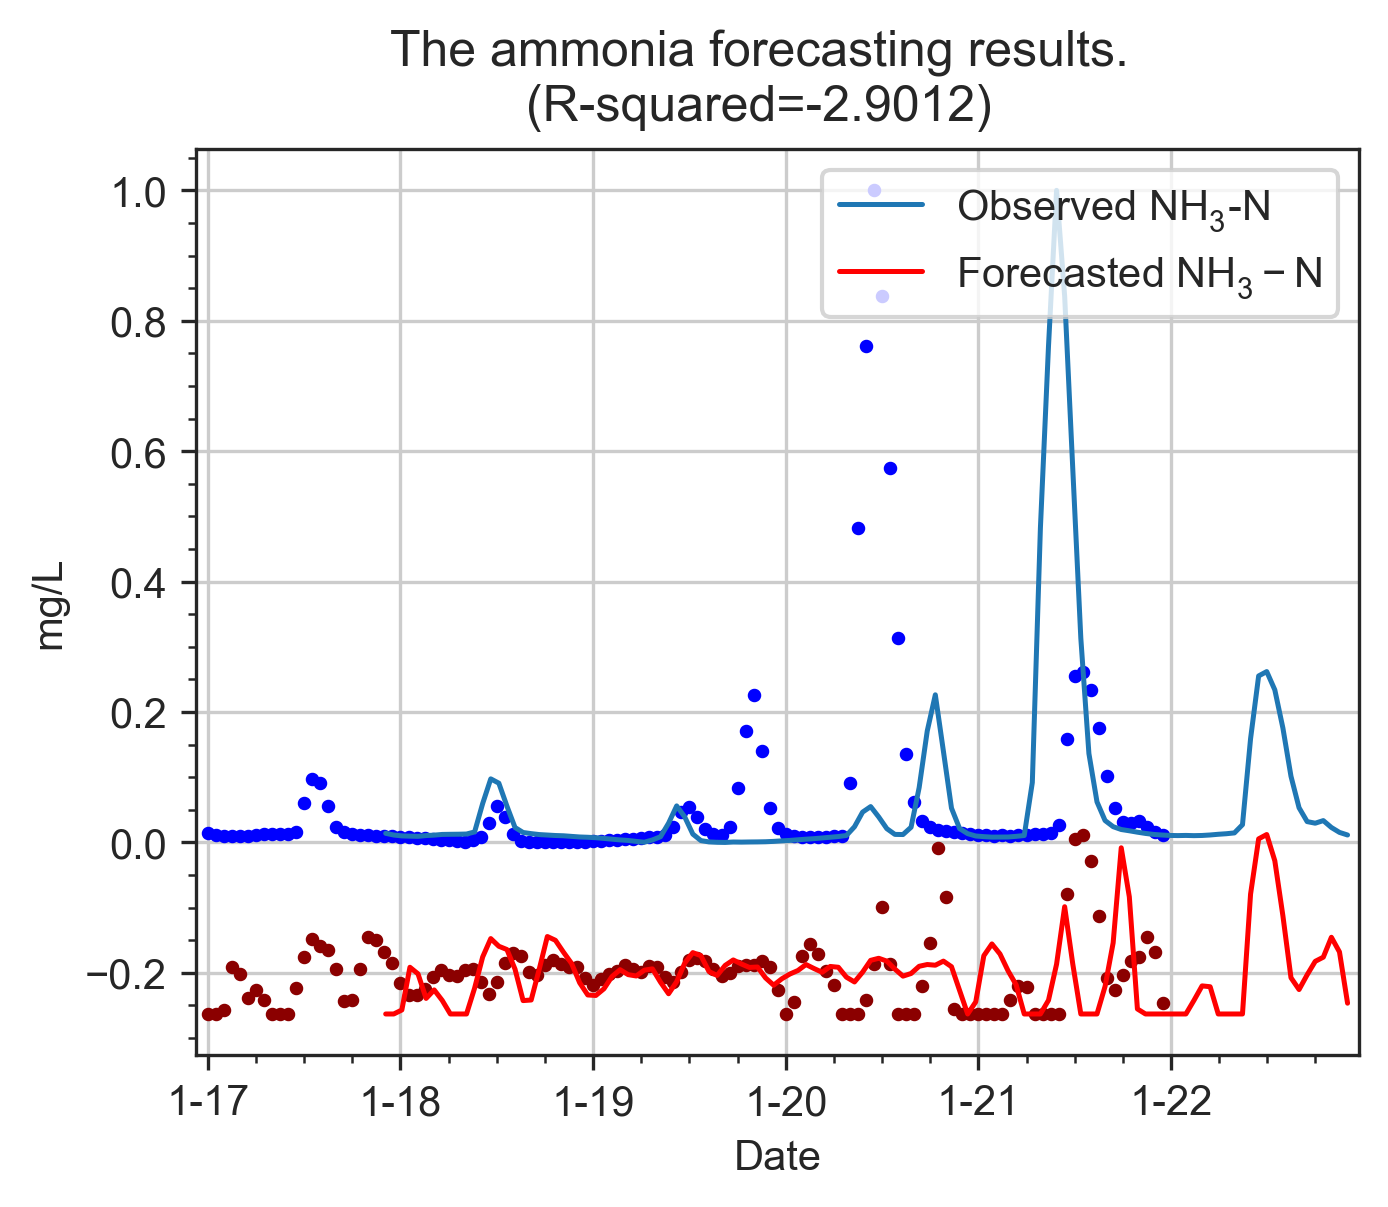 The ammonia forecasting results.
(R-squared=-2.9012)
Observed NH₃-N
Forecasted NH₃ − N
1.0
0.8
0.6
0.4
0.2
0.0
−0.2
mg/L
1-17 1-18 1-19 1-20 1-21 1-22
Date